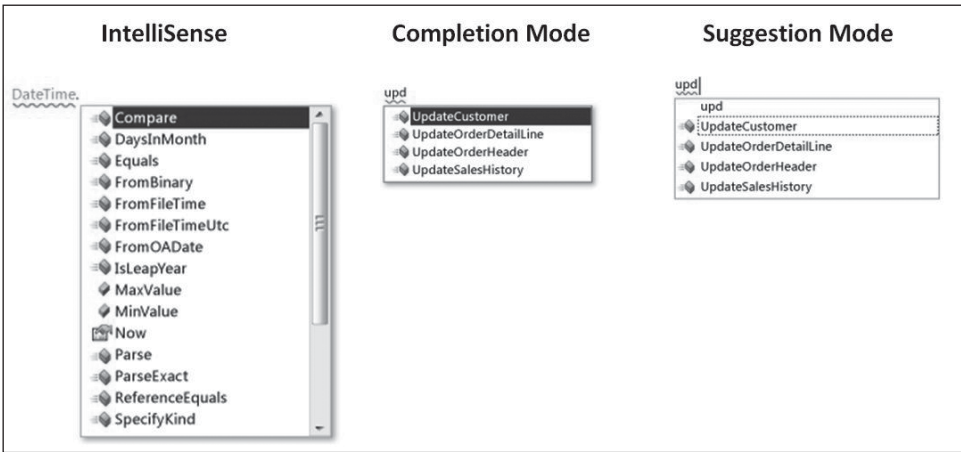 IntelliSense
DateTime.
Compare
DaysInMonth
Equals
FromBinary
FromFileTime
FromFileTimeUtc
FromOADate
IsLeapYear
MaxValue
MinValue
Now
Parse
ParseExact
ReferenceEquals
SpecifyKind
Completion Mode
upd
UpdateCustomer
UpdateOrderDetailLine
UpdateOrderHeader
UpdateSalesHistory
Suggestion Mode
upd
upd
UpdateCustomer
UpdateOrderDetailLine
UpdateOrderHeader
UpdateSalesHistory